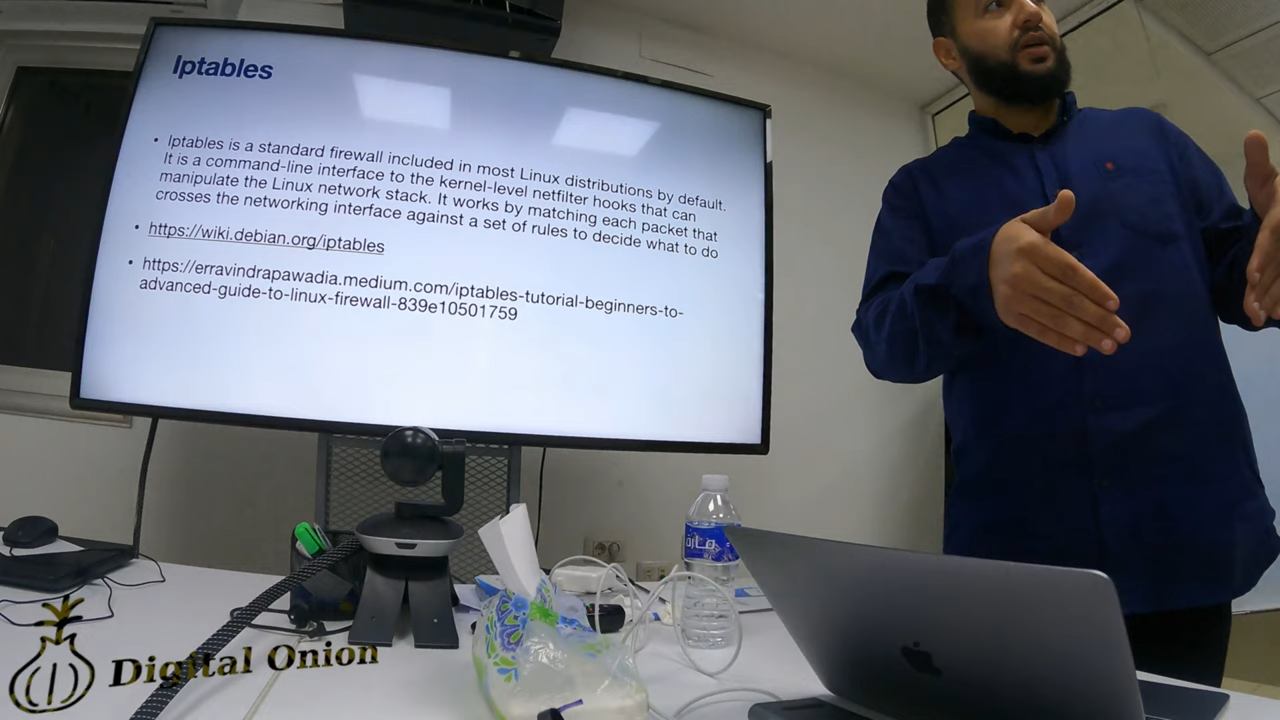 Iptables
• Iptables is a standard firewall included in most Linux distributions by default.
It is a command-line interface to the kernel-level netfilter hooks that can
manipulate the Linux network stack. It works by matching each packet that
crosses the networking interface against a set of rules to decide what to do
• https://wiki.debian.org/iptables
• https://erravindrapawadia.medium.com/iptables-tutorial-beginners-to-
advanced-guide-to-linux-firewall-839e10501759
Digital Onion